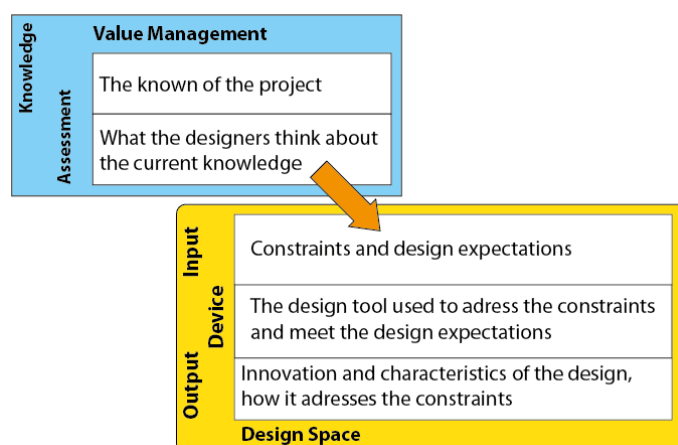 Value Management
Knowledge
The known of the project
Assessment
What the designers think about
the current knowledge
Input
Constraints and design expectations
Device
The design tool used to adress the constraints
and meet the design expectations
Output
Innovation and characteristics of the design,
how it adresses the constraints
Design Space